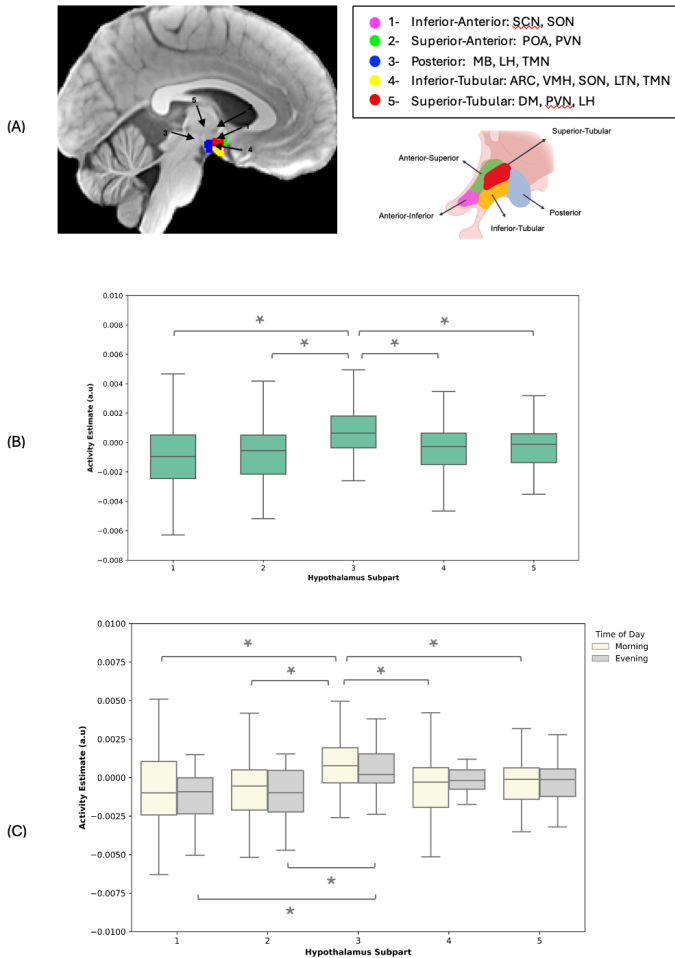 (A)
5
3
4
1- Inferior-Anterior: SCN, SON
2- Superior-Anterior: POA, PVN
3- Posterior: MB, LH, TMN
4- Inferior-Tubular: ARC, VMH, SON, LTN, TMN
5- Superior-Tubular: DM, PVN, LH
Superior-Tubular
Anterior-Superior
Anterior-Inferior
Posterior
Inferior-Tubular
(B)
Activity Estimate (a.u)
0.010
0.008
0.006
0.004
0.002
0.000
−0.002
−0.004
−0.006
−0.008
* * * *
1 2 3 4 5
Hypothalamus Subpart
(C)
Activity Estimate (a.u)
0.0100
0.0075
0.0050
0.0025
0.0000
−0.0025
−0.0050
−0.0075
−0.0100
* * * *
* *
1 2 3 4 5
Hypothalamus Subpart
Time of Day
Morning
Evening